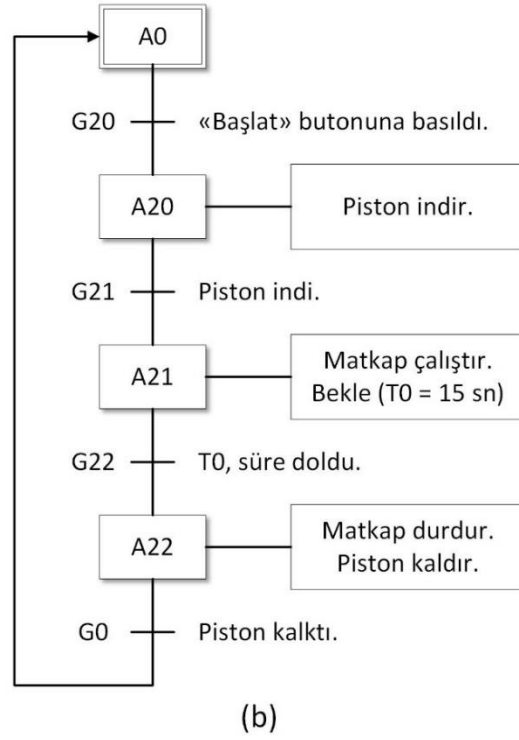 A0
G20 «Başlat» butonuna basıldı.
A20 Piston indir.
G21 Piston indi.
A21 Matkap çalıştır.
Bekle (T0 = 15 sn)
G22 T0, süre doldu.
A22 Matkap durdur.
Piston kaldır.
G0 Piston kalktı.
(b)